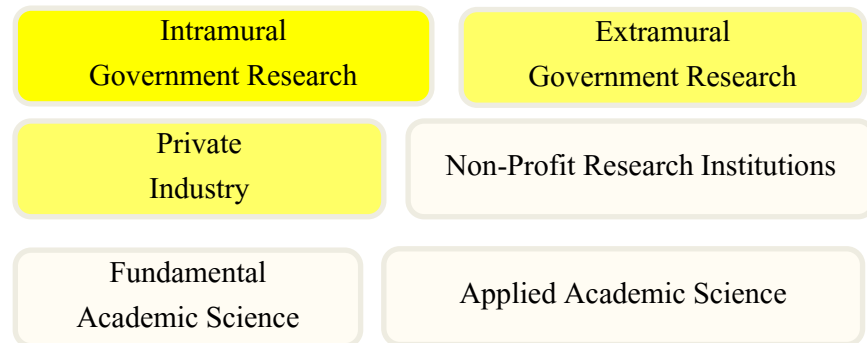 Intramural
Government Research
Extramural
Government Research
Private
Industry
Non-Profit Research Institutions
Fundamental
Academic Science
Applied Academic Science